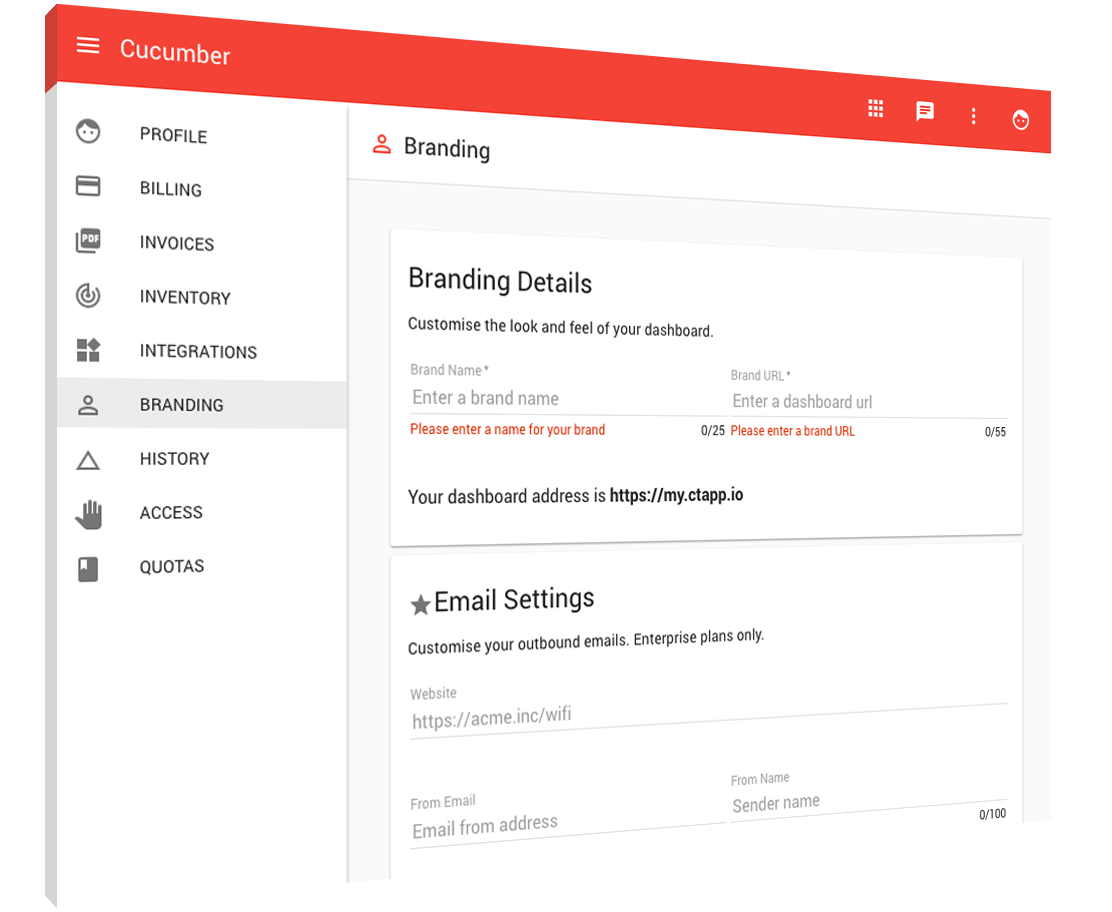 Cucumber
PROFILE
BILLING
PDF
INVOICES
INVENTORY
INTEGRATIONS
BRANDING
HISTORY
ACCESS
QUOTAS
Branding
Branding Details
Customise the look and feel of your dashboard.
Brand Name *
Enter a brand name
Please enter a name for your brand 0/25
Brand URL *
Enter a dashboard url
Please enter a brand URL 0/55
Your dashboard address is https://my.ctapp.io
Email Settings
Customise your outbound emails. Enterprise plans only.
Website
https://acme.inc/wifi
From Email
Email from address
From Name
Sender name
0/100